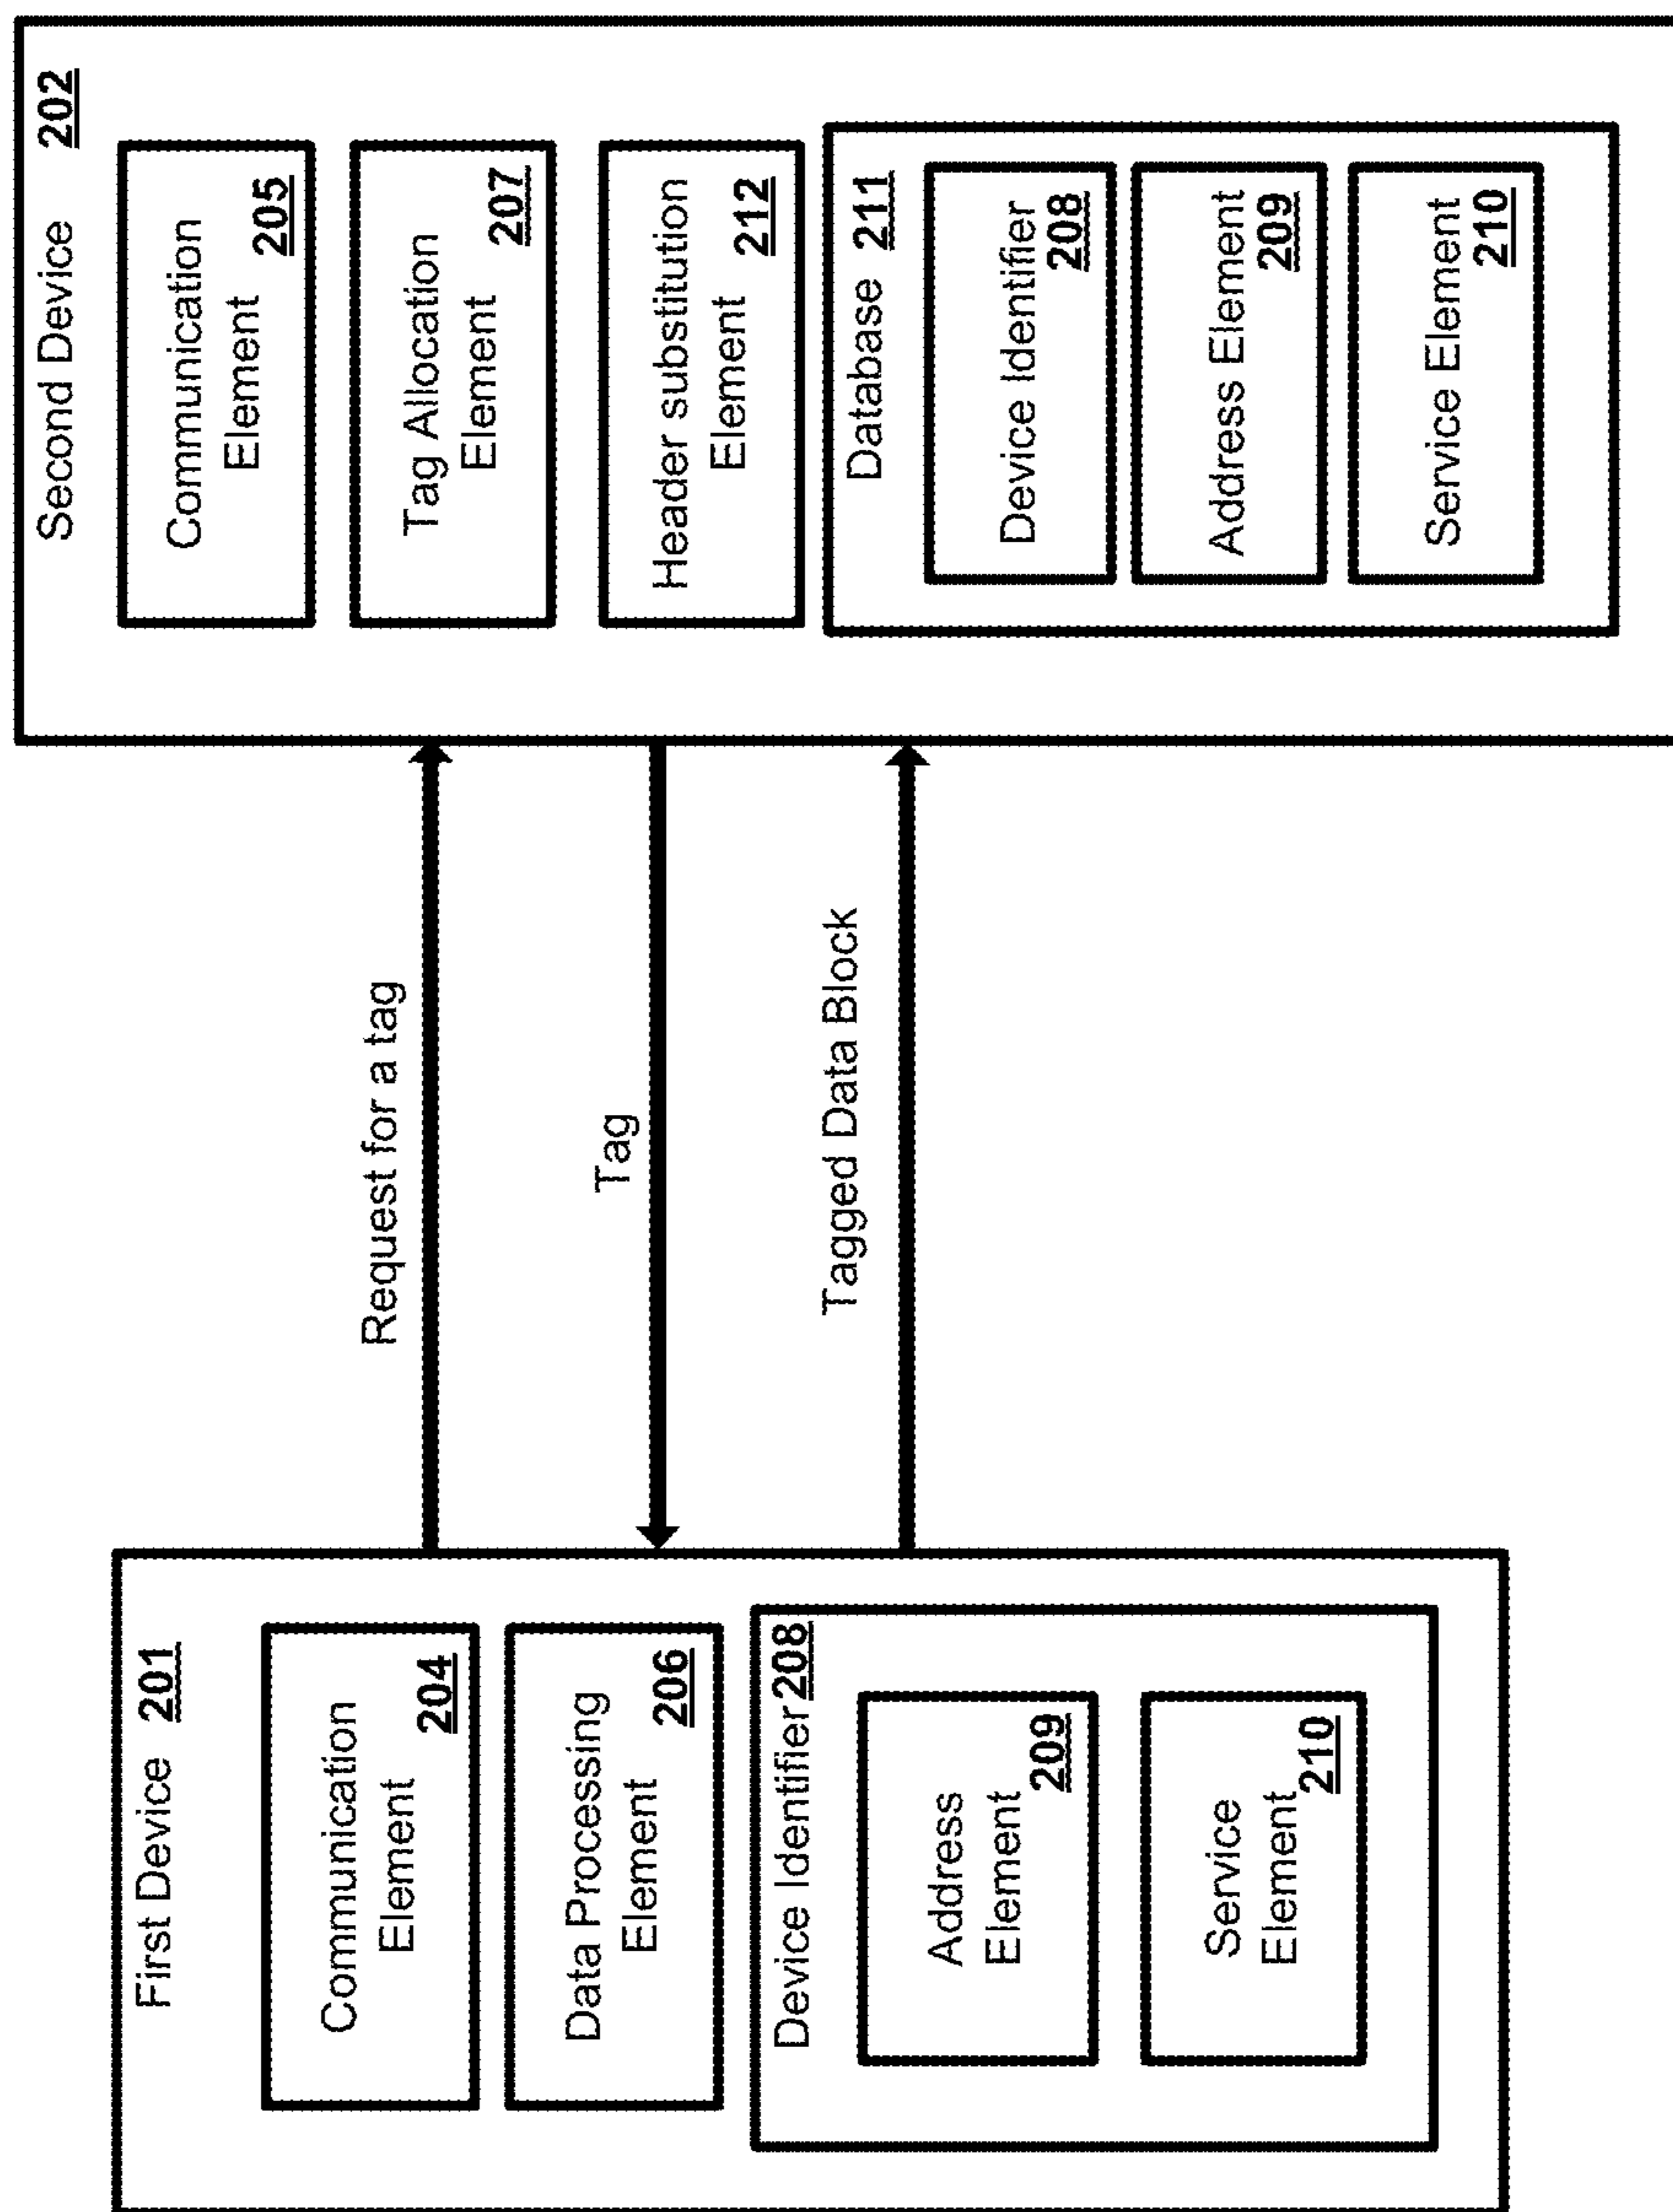 First Device 201
Communication
Element
204
Data Processing
Element
206
Device Identifier 208
Address
Element
209
Service
Element
210
Request for a tag
Tag
Tagged Data Block
Second Device 202
Communication
Element
205
Tag Allocation
Element
207
Header substitution
Element
212
Database 211
Device Identifier
208
Address Element
209
Service Element
210